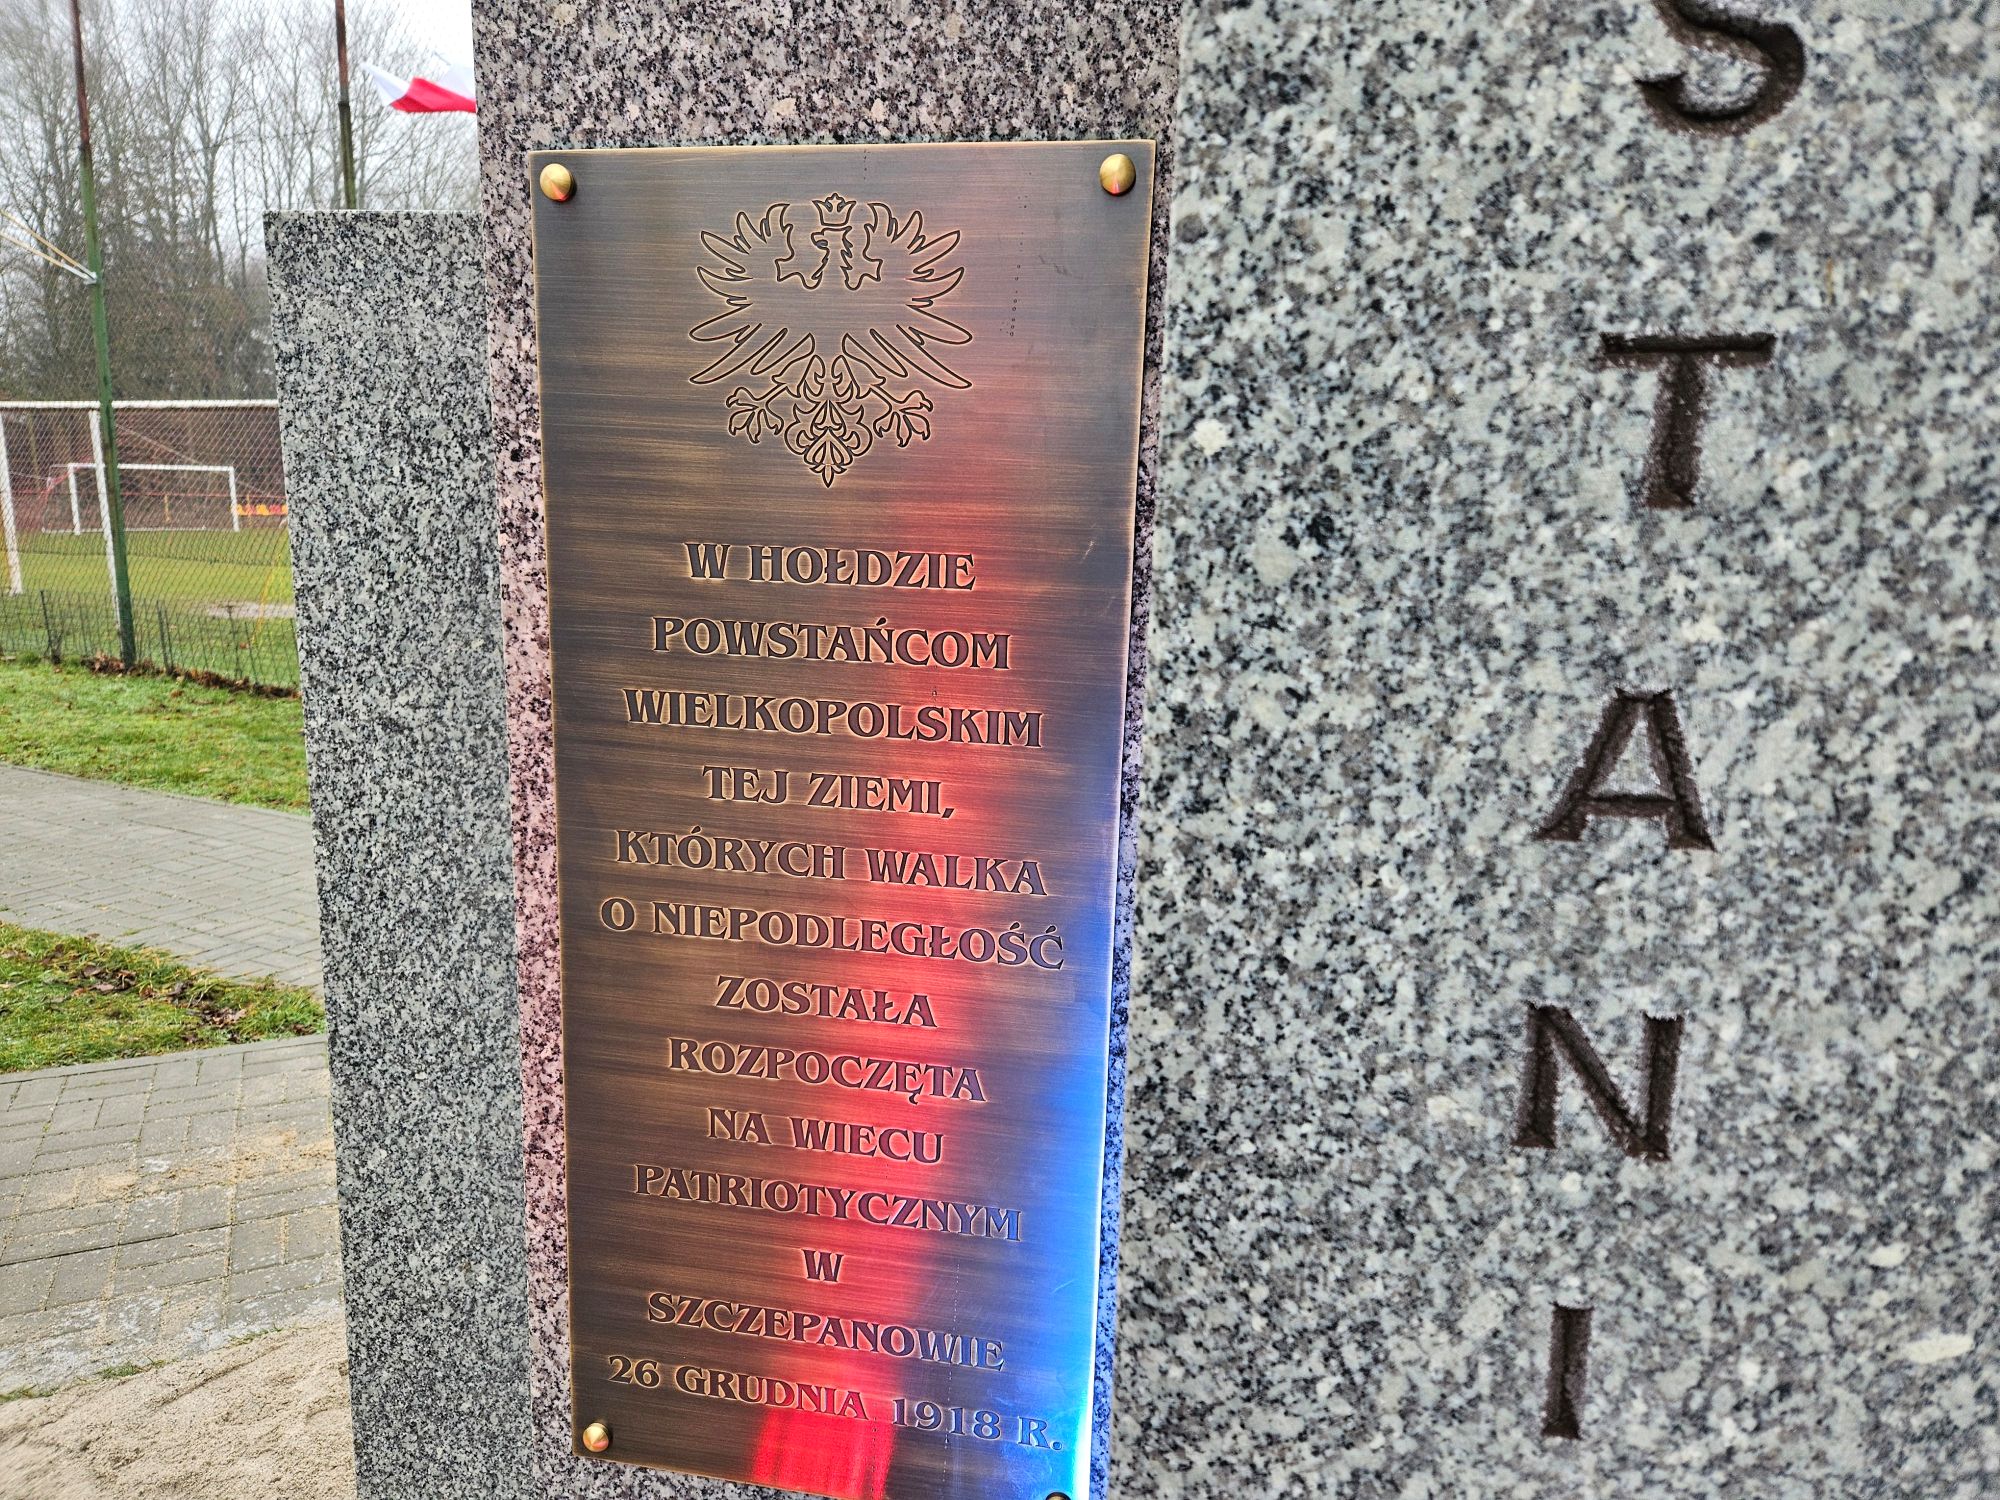 W HOŁDZIE
POWSTAŃCOM
WIELKOPOLSKIM
TEJ ZIEMI,
KTÓRYCH WALKA
O NIEPODLEGŁOŚĆ
ZOSTAŁA
ROZPOCZĘTA
NA WIECU
PATRIOTYCZNYM
W
SZCZEPANOWIE
26 GRUDNIA 1918 R.
S
T
A
N
I